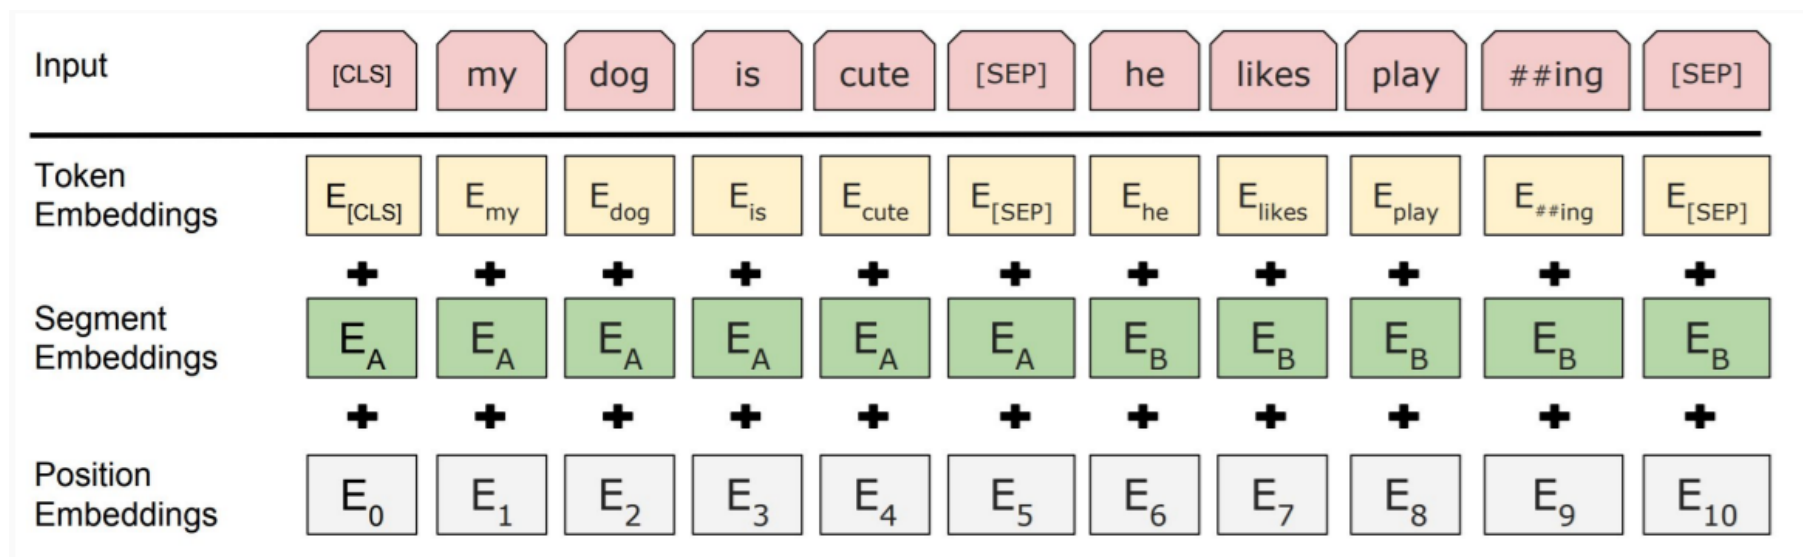 Input [CLS] my dog is cute [SEP] he likes play ##ing [SEP]
Token
Embeddings
E[CLS] Emy Edog Eis Ecute E[SEP] Ehe Elikes Eplay E##ing E[SEP]
+ + + + + + + + + + +
Segment
Embeddings
EA EA EA EA EA EA EB EB EB EB EB
+ + + + + + + + + + +
Position
Embeddings
E0 E1 E2 E3 E4 E5 E6 E7 E8 E9 E10